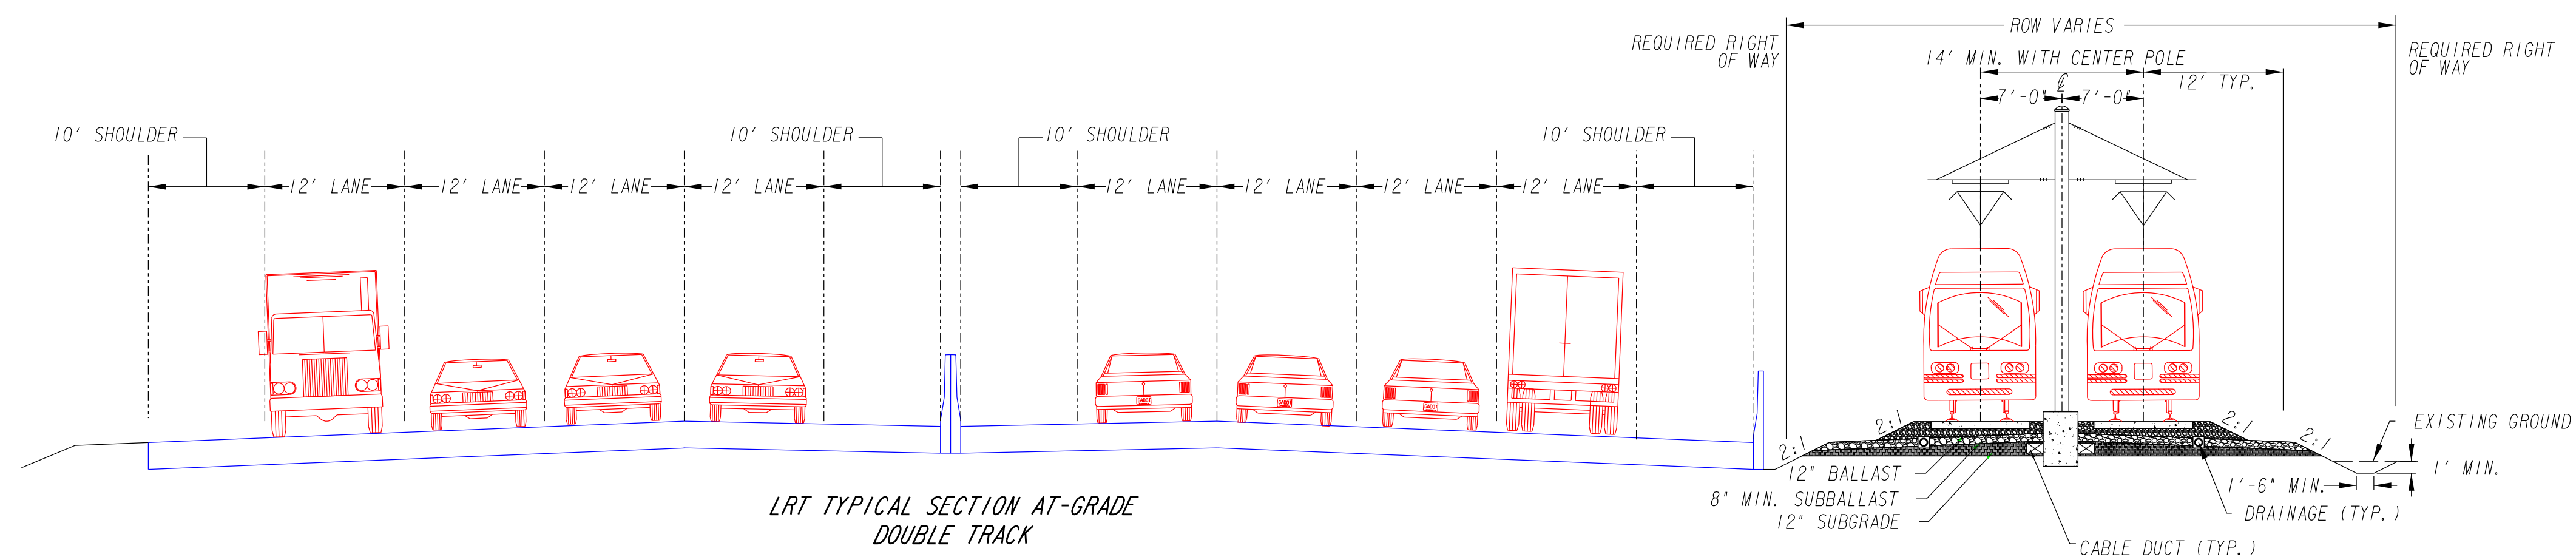 ROW VARIES
REQUIRED RIGHT
OF WAY
REQUIRED RIGHT
OF WAY
14' MIN. WITH CENTER POLE
12' TYP.
7'-0" 7'-0"
10' SHOULDER
10' SHOULDER
10' SHOULDER
10' SHOULDER
12' LANE 12' LANE 12' LANE 12' LANE 12' LANE 12' LANE 12' LANE 12' LANE
GADOT GADOT GADOT
2:1
2:1
2:1
2:1
EXISTING GROUND
1' MIN.
12" BALLAST
8" MIN. SUBBALLAST
12" SUBGRADE
1'-6" MIN.
DRAINAGE (TYP.)
CABLE DUCT (TYP.)
LRT TYPICAL SECTION AT-GRADE
DOUBLE TRACK